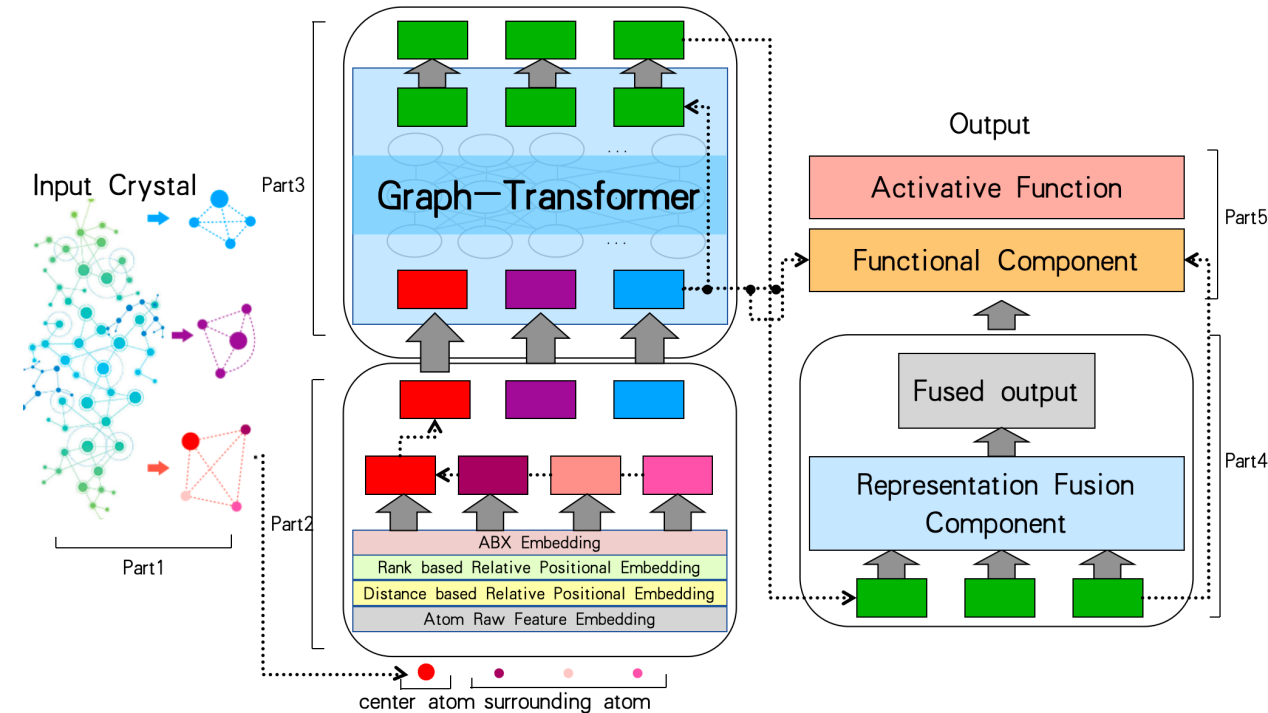 Input Crystal
Part1
Part3
Graph-Transformer
...
...
Part2
ABX Embedding
Rank based Relative Positional Embedding
Distance based Relative Positional Embedding
Atom Raw Feature Embedding
center atom
surrounding atom
Output
Activative Function
Functional Component
Part5
Fused output
Representation Fusion
Component
Part4